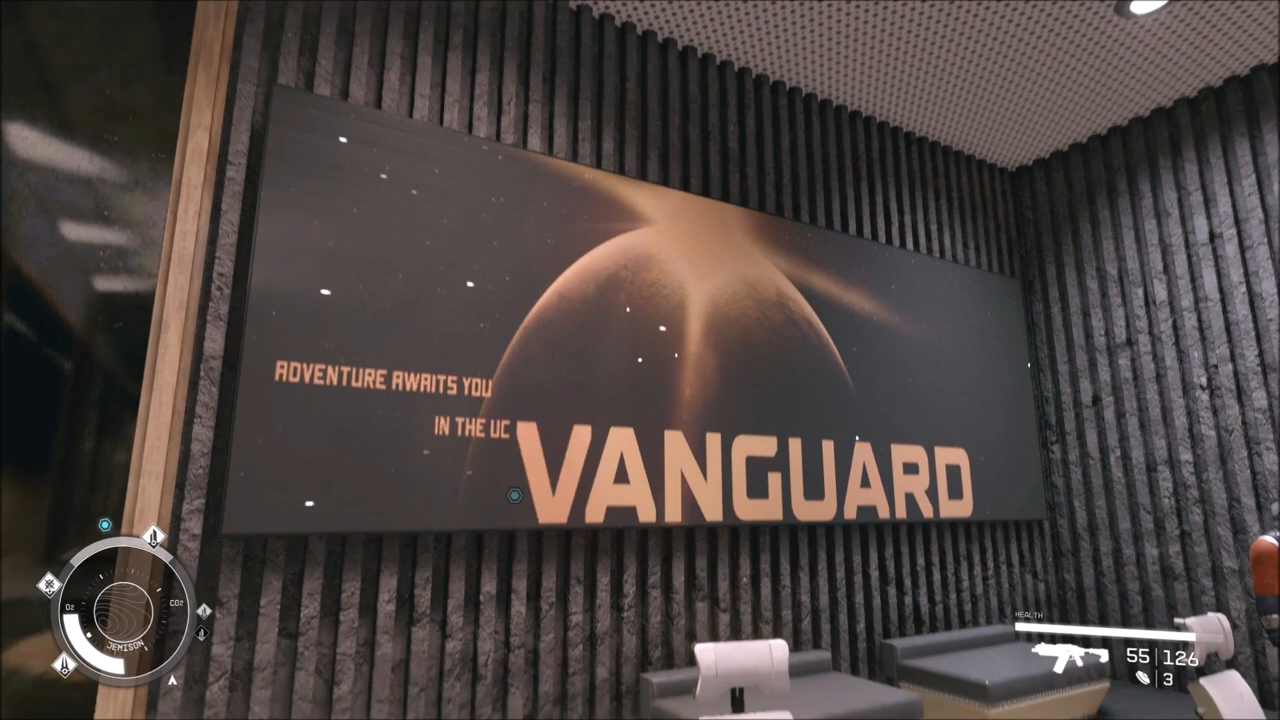 ADVENTURE AWAITS YOU
IN THE UC
VANGUARD
O2
CO2
JEMISON
HEALTH
55 | 126
3